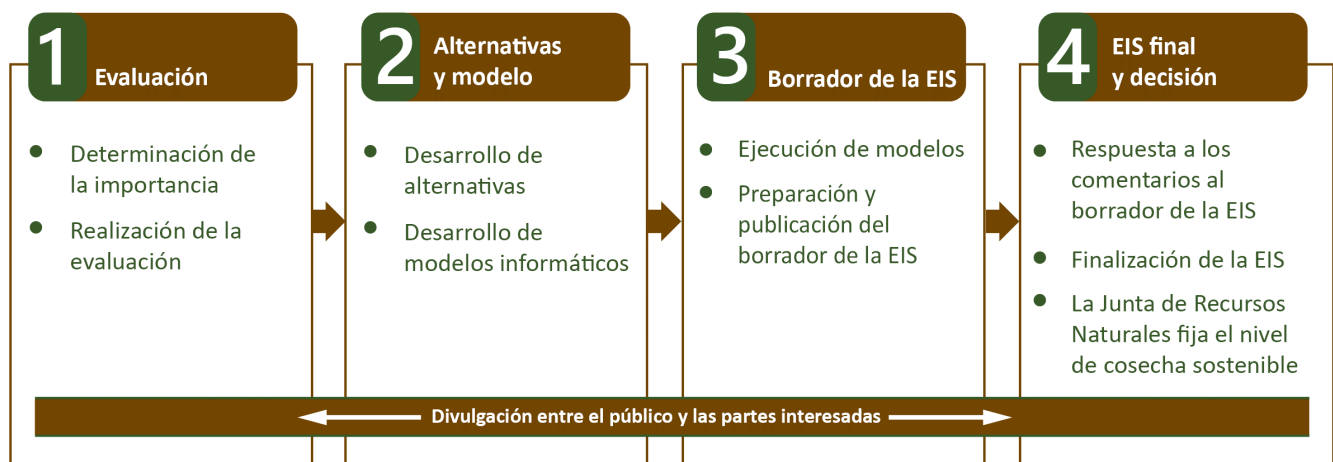 1
Evaluación
Determinación de
la importancia
Realización de la
evaluación
2
Alternativas
y modelo
Desarrollo de
alternativas
Desarrollo de
modelos informáticos
3
Borrador de la EIS
Ejecución de modelos
Preparación y
publicación del
borrador de la EIS
4
EIS final
y decisión
Respuesta a los
comentarios al
borrador de la EIS
Finalización de la EIS
La Junta de Recursos
Naturales fija el nivel
de cosecha sostenible
Divulgación entre el público y las partes interesadas